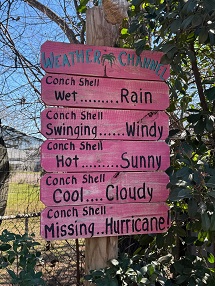 WEATHER CHANNEL
Conch Shell
Wet.........Rain
Conch Shell
Swinging......Windy
Conch Shell
Hot........Sunny
Conch Shell
Cool....Cloudy
Conch Shell
Missing..Hurricane!